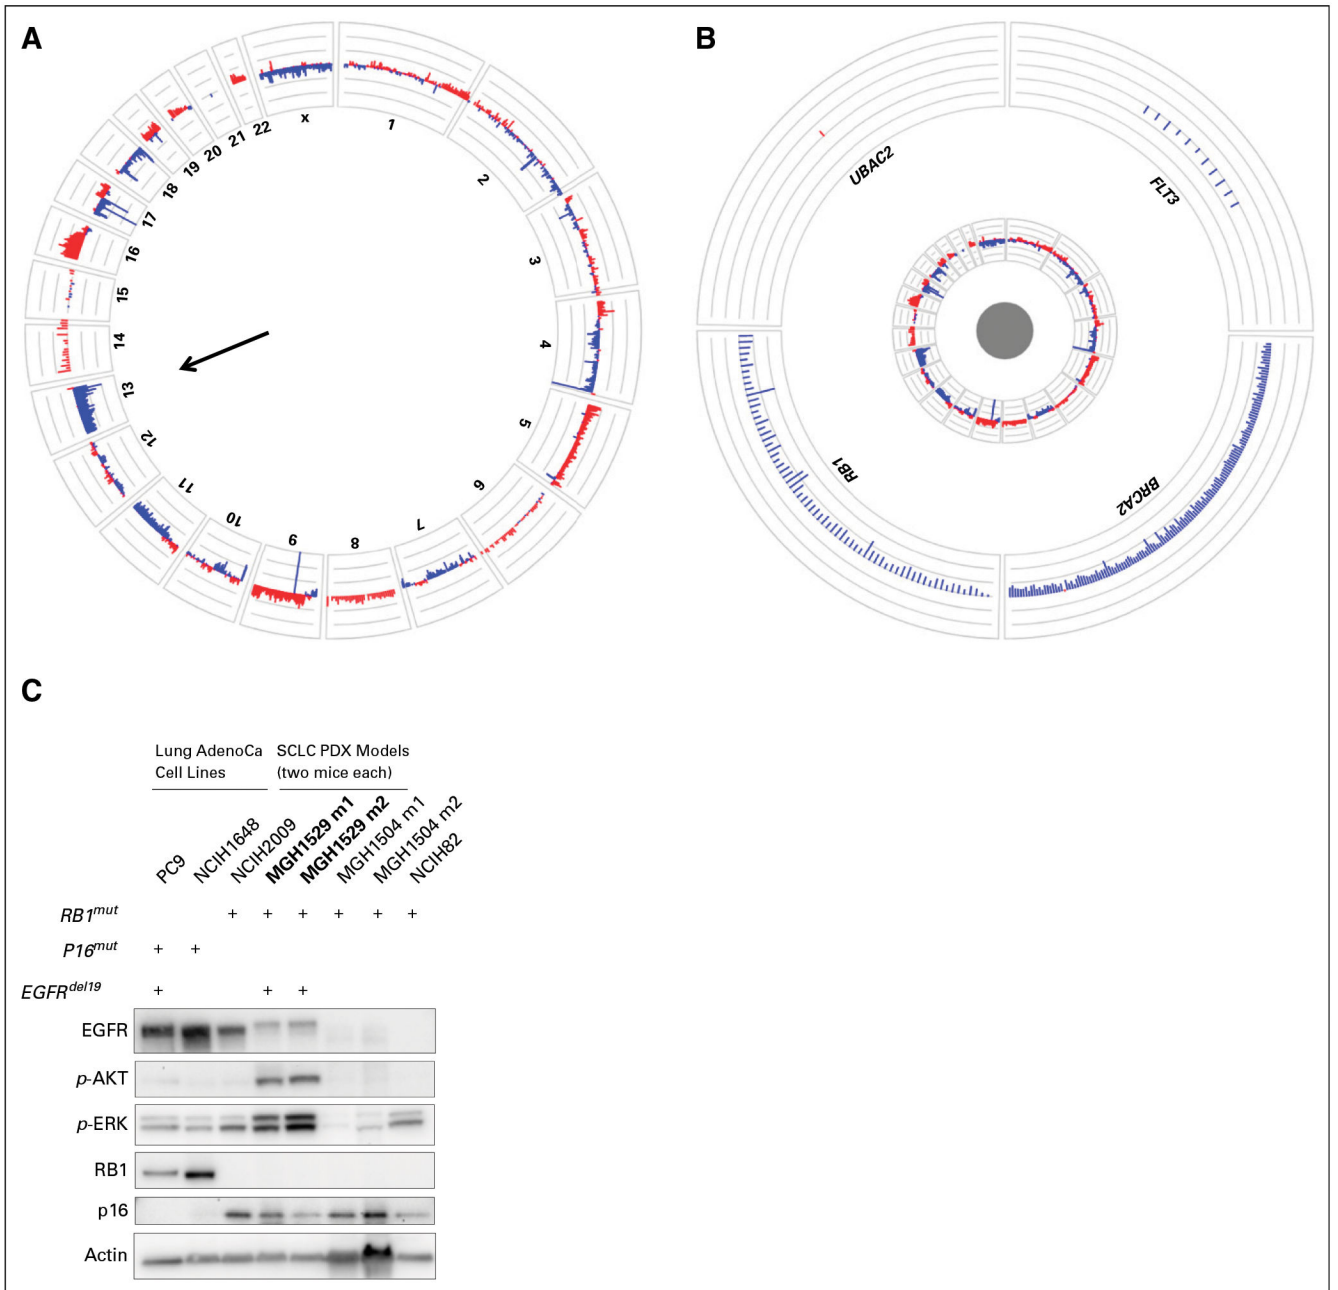 A
B
1
2
3
4
5
6
7
8
9
10
11
12
13
14
15
16
17
18
19
20
21
22
x
UBAC2
FLT3
RB1
BRCA2
C
Lung AdenoCa
Cell Lines
SCLC PDX Models
(two mice each)
PC9
NCIH1648
NCIH2009
MGH1529 m1
MGH1529 m2
MGH1504 m1
MGH1504 m2
NCIH82
RB1mut + + + + + +
P16mut + +
EGFRdel19 + + +
EGFR
p-AKT
p-ERK
RB1
p16
Actin